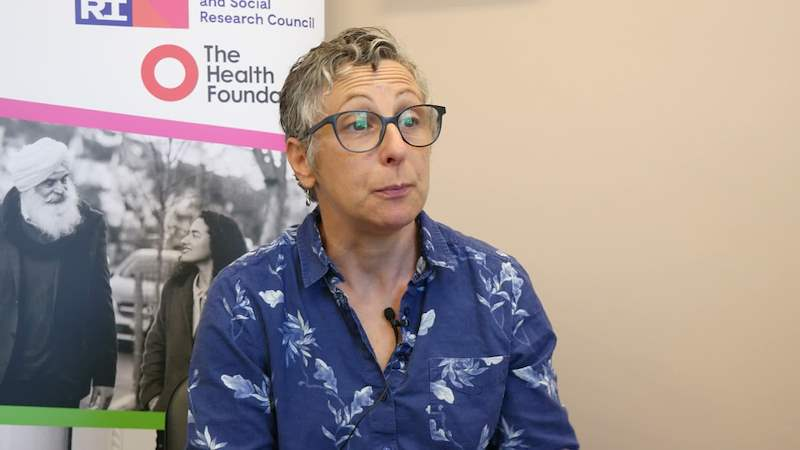 RI
and Social
Research Council
The
Health
Founda